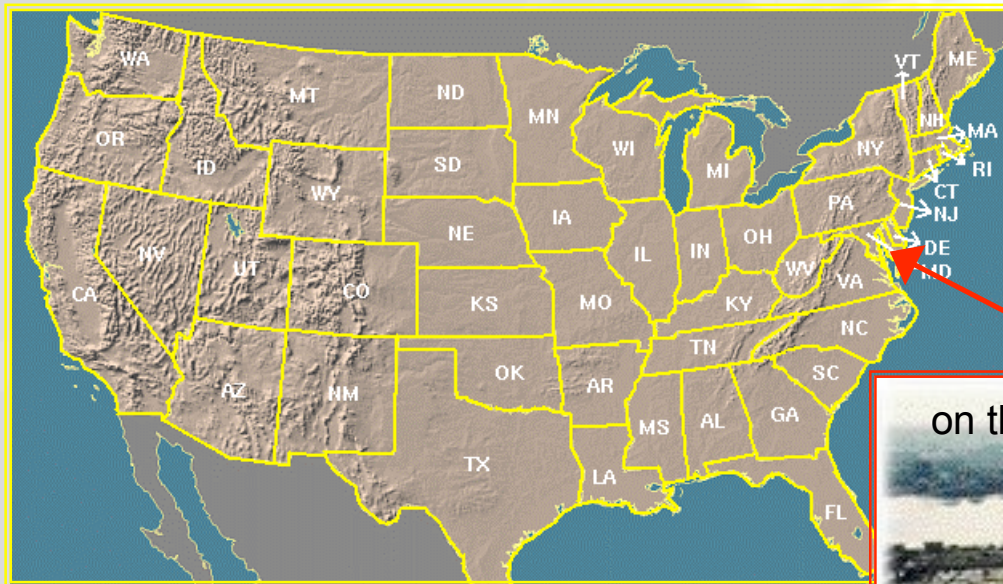 WA
MT
ND
MN
VT
ME
NH
MA
OR
ID
SD
WI
MI
NY
RI
WY
CT
NJ
IA
PA
NE
NV
UT
CO
IL
IN
OH
WV
DE
MD
CA
KS
MO
KY
VA
AZ
NM
OK
AR
TN
NC
SC
TX
LA
MS
AL
GA
FL
on th